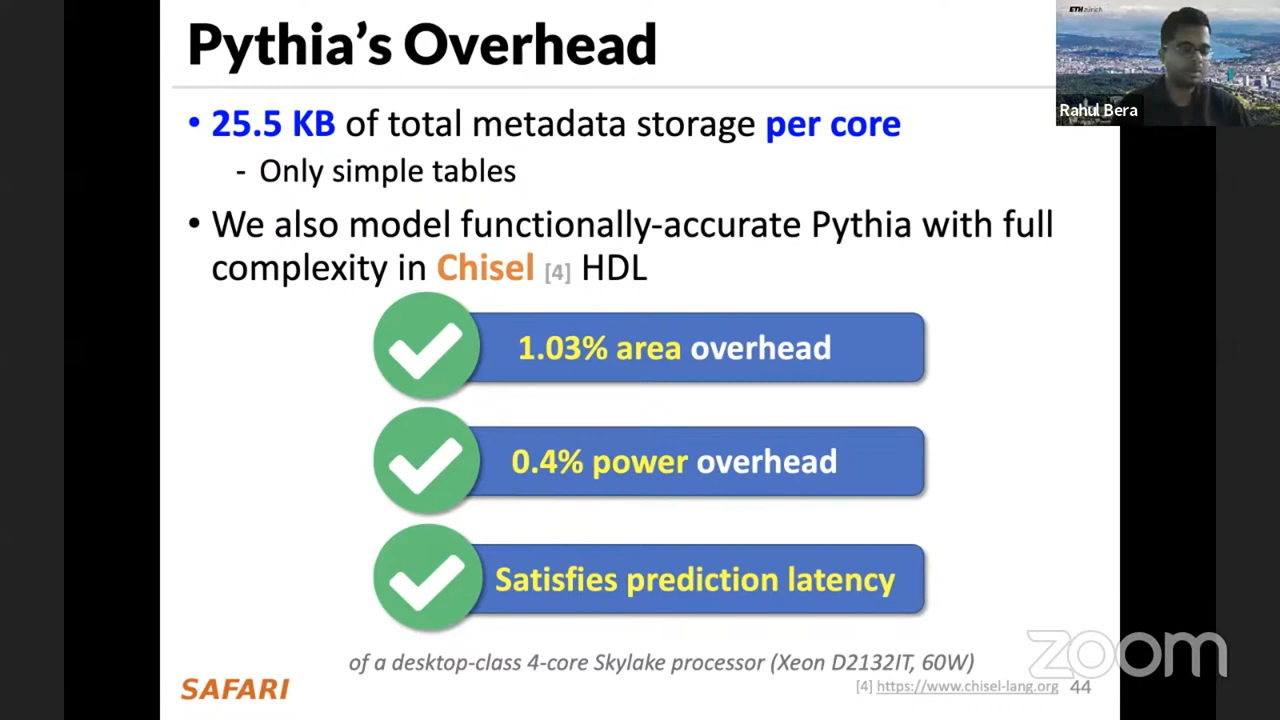 Pythia's Overhead
ETH zürich
Rahul Bera
• 25.5 KB of total metadata storage per core
- Only simple tables
• We also model functionally-accurate Pythia with full
complexity in Chisel [4] HDL
1.03% area overhead
0.4% power overhead
Satisfies prediction latency
of a desktop-class 4-core Skylake processor (Xeon D2132IT, 60W)
zoom
SAFARI
[4] https://www.chisel-lang.org 44